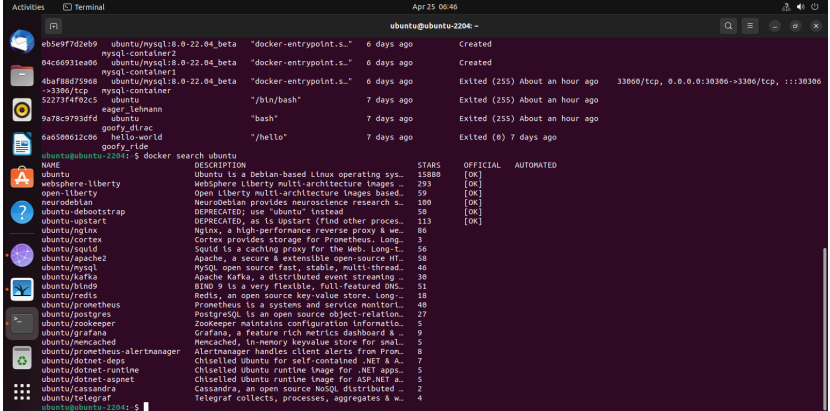 Activities Terminal Apr 25 06:46
ubuntu@ubuntu-2204: ~
eb5e9f7d2eb9 ubuntu/mysql:8.0-22.04_beta "docker-entrypoint.s…" 6 days ago Created
mysql-container2
04c66931ea06 ubuntu/mysql:8.0-22.04_beta "docker-entrypoint.s…" 6 days ago Created
mysql-container1
4baf88d75968 ubuntu/mysql:8.0-22.04_beta "docker-entrypoint.s…" 6 days ago Exited (255) About an hour ago 33060/tcp, 0.0.0.0:30306->3306/tcp, :::30306
->3306/tcp mysql-container
52273f4f02c5 ubuntu "/bin/bash" 7 days ago Exited (255) About an hour ago
eager_lehmann
9a78c9793dfd ubuntu "bash" 7 days ago Exited (255) About an hour ago
goofy_dirac
6a6500612c06 hello-world "/hello" 7 days ago Exited (0) 7 days ago
goofy_ride
ubuntu@ubuntu-2204:~$ docker search ubuntu
NAME DESCRIPTION STARS OFFICIAL AUTOMATED
ubuntu Ubuntu is a Debian-based Linux operating sys… 15880 [OK]
websphere-liberty WebSphere Liberty multi-architecture images … 293 [OK]
open-liberty Open Liberty multi-architecture images based… 59 [OK]
neurodebian NeuroDebian provides neuroscience research s… 100 [OK]
ubuntu-debootstrap DEPRECATED; use "ubuntu" instead 50 [OK]
ubuntu-upstart DEPRECATED, as is Upstart (find other proces… 113 [OK]
ubuntu/nginx Nginx, a high-performance reverse proxy & we… 86
ubuntu/cortex Cortex provides storage for Prometheus. Long… 3
ubuntu/squid Squid is a caching proxy for the Web. Long-t… 56
ubuntu/apache2 Apache, a secure & extensible open-source HT… 58
ubuntu/mysql MySQL open source fast, stable, multi-thread… 46
ubuntu/kafka Apache Kafka, a distributed event streaming … 30
ubuntu/bind9 BIND 9 is a very flexible, full-featured DNS… 51
ubuntu/redis Redis, an open source key-value store. Long-… 18
ubuntu/prometheus Prometheus is a systems and service monitori… 40
ubuntu/postgres PostgreSQL is an open source object-relation… 27
ubuntu/zookeeper ZooKeeper maintains configuration informatio… 5
ubuntu/grafana Grafana, a feature rich metrics dashboard & … 9
ubuntu/memcached Memcached, in-memory keyvalue store for smal… 5
ubuntu/prometheus-alertmanager Alertmanager handles client alerts from Prom… 8
ubuntu/dotnet-deps Chiselled Ubuntu for self-contained .NET & A… 7
ubuntu/dotnet-runtime Chiselled Ubuntu runtime image for .NET apps… 5
ubuntu/dotnet-aspnet Chiselled Ubuntu runtime image for ASP.NET a… 5
ubuntu/cassandra Cassandra, an open source NoSQL distributed … 2
ubuntu/telegraf Telegraf collects, processes, aggregates & w… 4
ubuntu@ubuntu-2204:~$